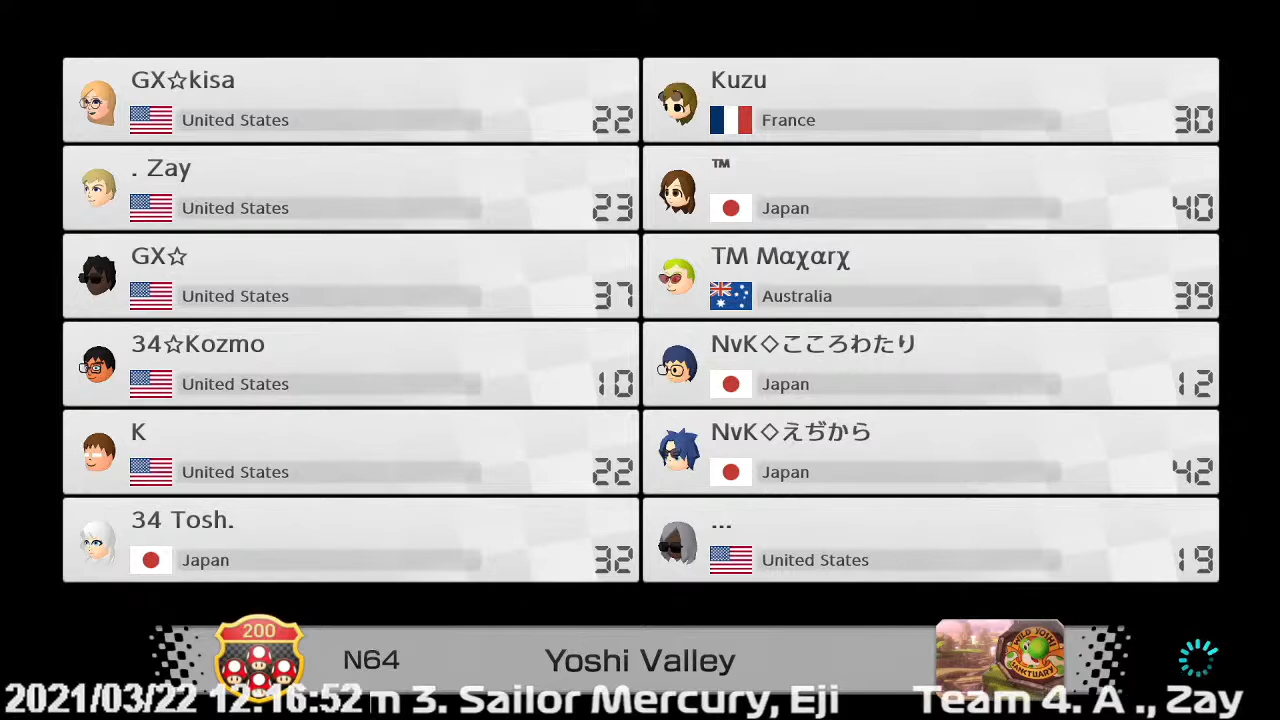 GX☆kisa
United States
22
. Zay
United States
23
GX☆
United States
37
34☆Kozmo
United States
10
K
United States
22
34 Tosh.
Japan
32
Kuzu
France
30
™
Japan
40
TM Mαχαrχ
Australia
39
NvK◇こころわたり
Japan
12
NvK◇えぢから
Japan
42
...
United States
19
200
N64
Yoshi Valley
WILD YOSHI
SANCTUARY
2021/03/22 12:16:52 m 3. Sailor Mercury, Eji Team 4. A ., Zay